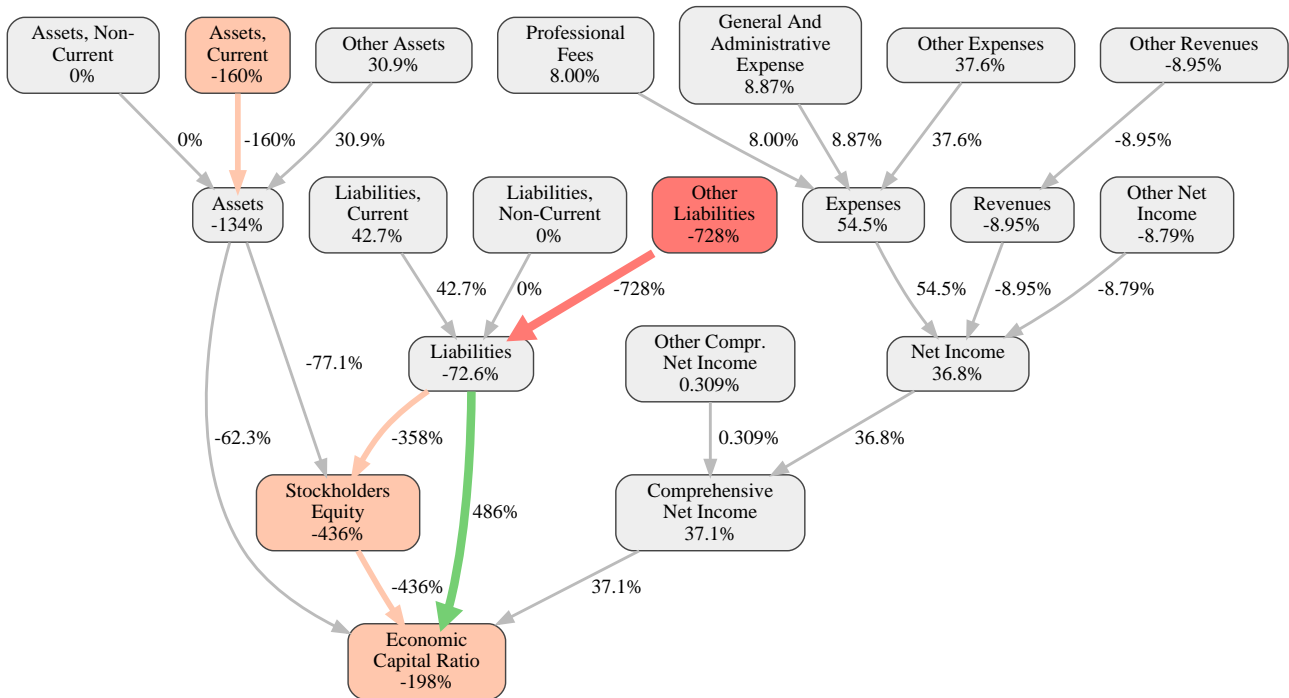 Assets, Non-
Current
0%
Assets,
Current
-160%
Other Assets
30.9%
Professional
Fees
8.00%
General And
Administrative
Expense
8.87%
Other Expenses
37.6%
Other Revenues
-8.95%
0%
-160%
30.9%
8.00%
8.87%
37.6%
-8.95%
Assets
-134%
Liabilities,
Current
42.7%
Liabilities,
Non-Current
0%
Other
Liabilities
-728%
Expenses
54.5%
Revenues
-8.95%
Other Net
Income
-8.79%
42.7%
0%
-728%
54.5%
-8.95%
-8.79%
Liabilities
-72.6%
Other Compr.
Net Income
0.309%
Net Income
36.8%
-77.1%
-62.3%
-358%
0.309%
36.8%
Stockholders
Equity
-436%
486%
Comprehensive
Net Income
37.1%
-436%
37.1%
Economic
Capital Ratio
-198%